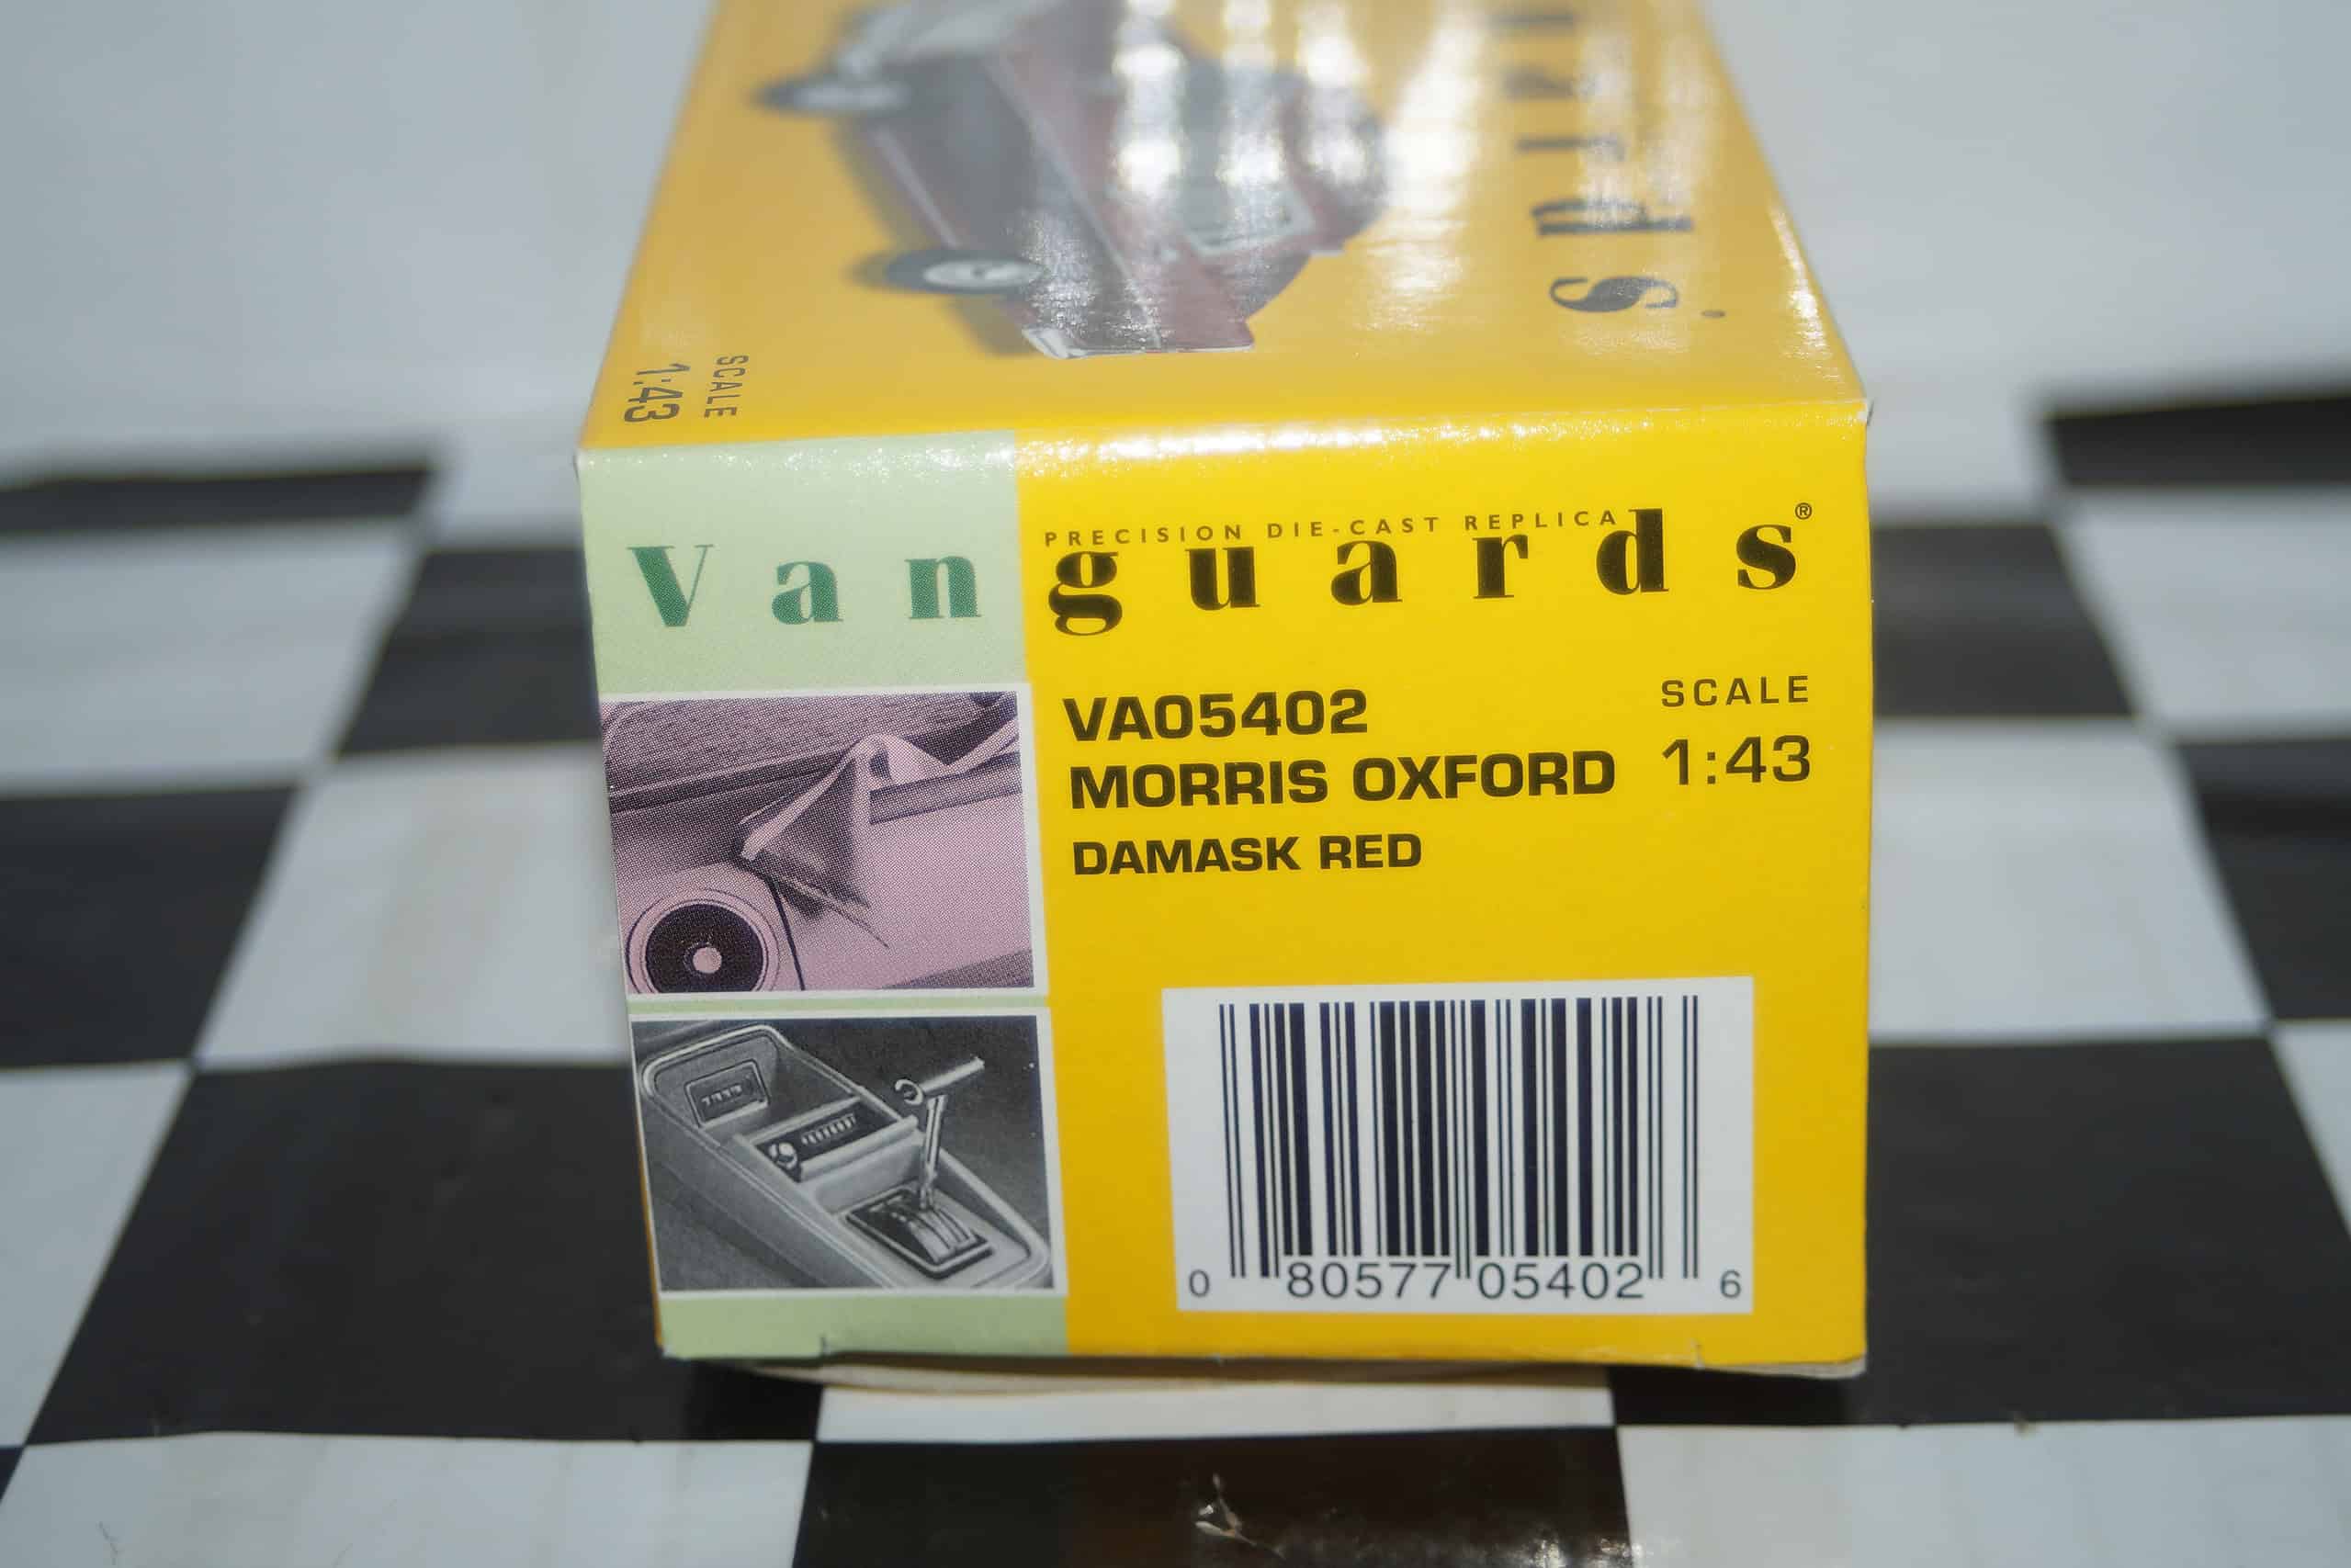 SCALE
1:43
PRECISION DIE-CAST REPLICA
Vanguards®
VA05402
MORRIS OXFORD
DAMASK RED
SCALE
1:43
0 80577 05402 6